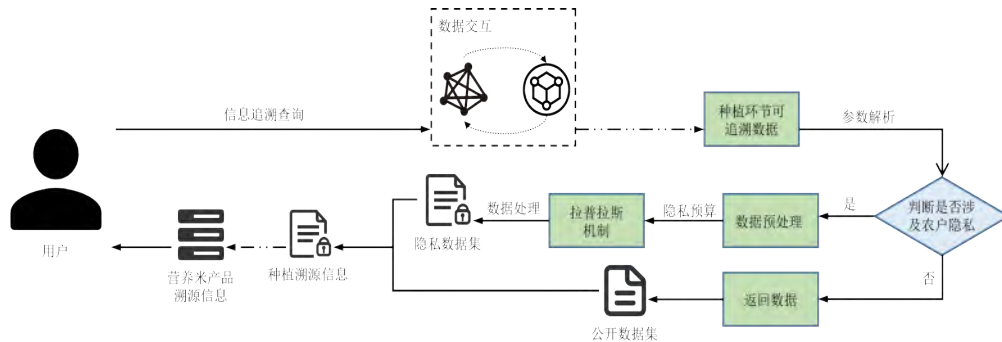 数据交互
信息追溯查询
种植环节可
追溯数据
参数解析
判断是否涉
及农户隐私
是
数据预处理
隐私预算
拉普拉斯
机制
数据处理
隐私数据集
种植溯源信息
营养米产品
溯源信息
用户
否
返回数据
公开数据集